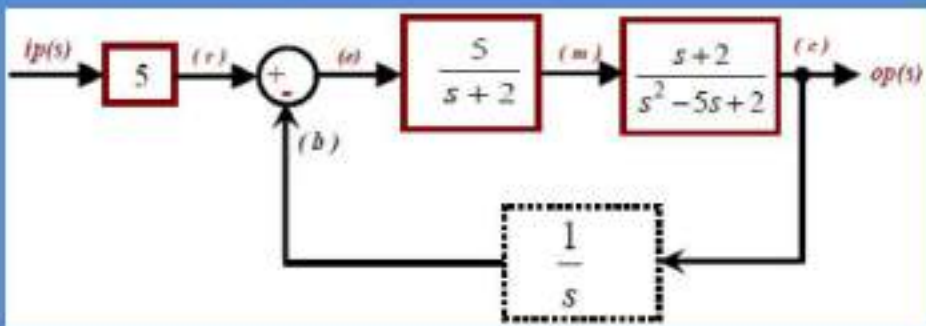 ip(s)
5
(r)
+
-
(e)
5
s + 2
(m)
s + 2
s² − 5s + 2
(c)
op(s)
(b)
1
s